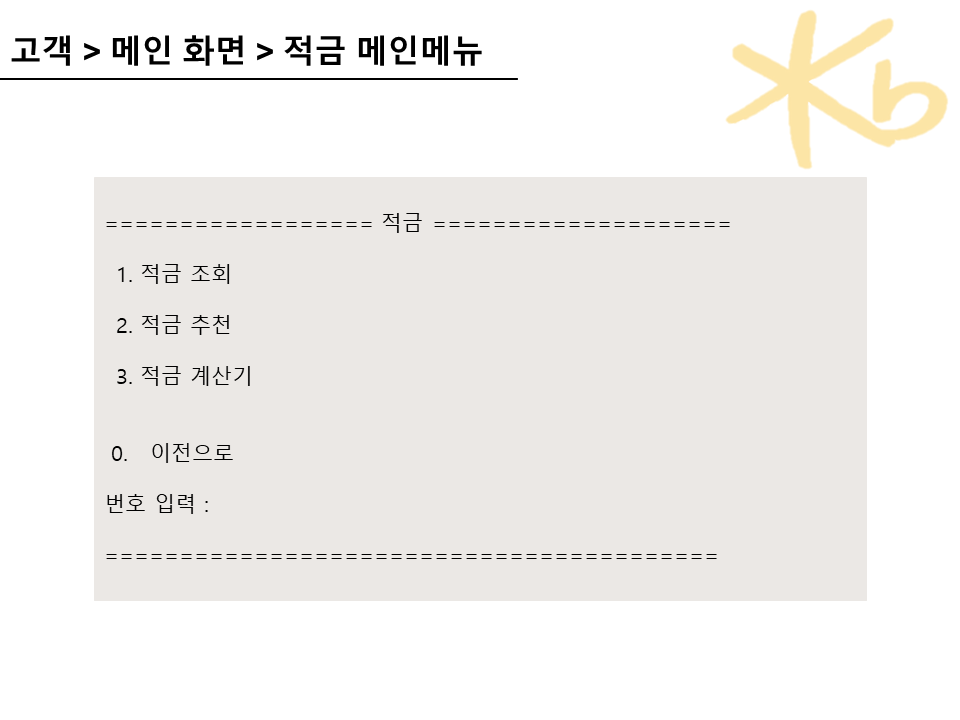 고객 > 메인 화면 > 적금 메인메뉴
Kb
================== 적금 ====================
1. 적금 조회
2. 적금 추천
3. 적금 계산기
0. 이전으로
번호 입력 :
=========================================